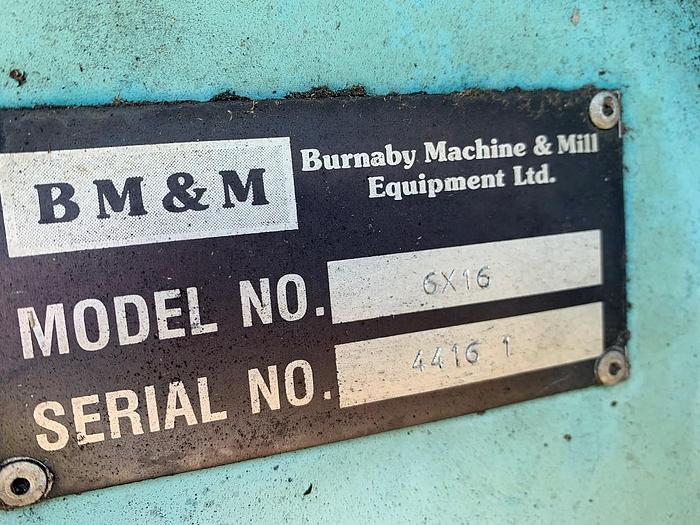 BM&M
Burnaby Machine & Mill
Equipment Ltd.
MODEL NO. 6X16
SERIAL NO. 4416 1